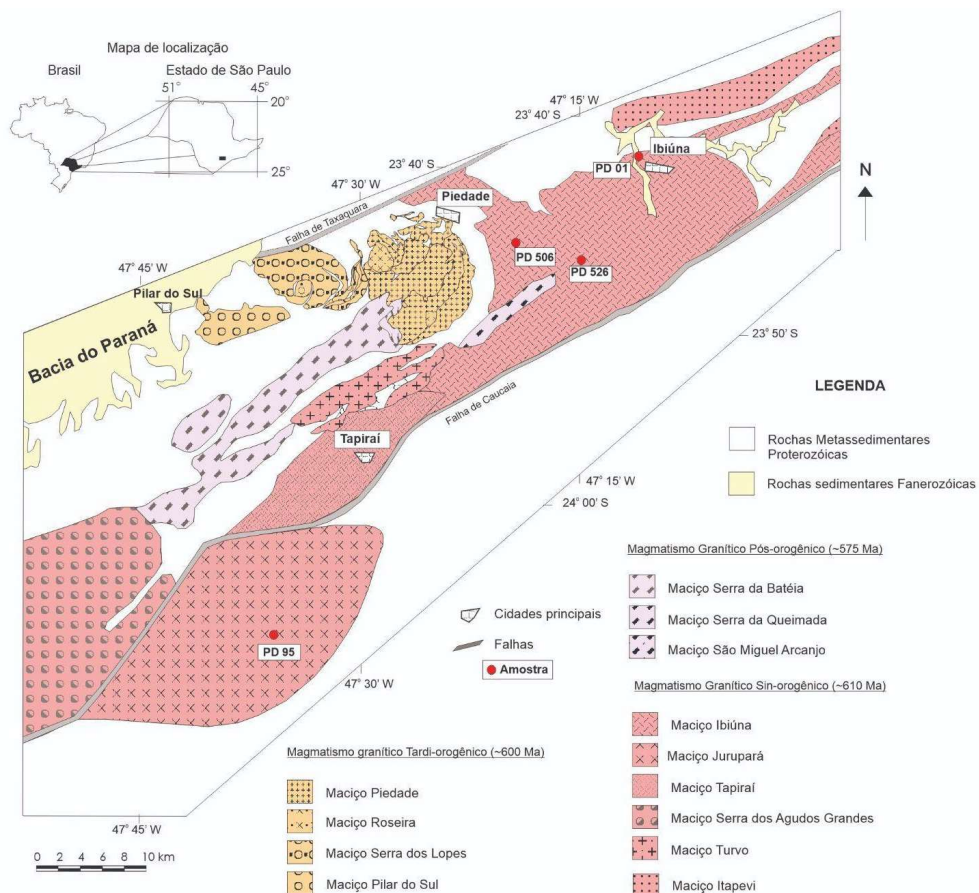 Mapa de localização
Brasil
Estado de São Paulo
51°
45°
20°
25°
47° 15' W
23° 40' S
Ibiúna
PD 01
23° 40' S
47° 30' W
Piedade
N
Falha de Taxaquara
PD 506
PD 526
47° 45' W
Pilar do Sul
23° 50' S
Bacia do Paraná
Falha de Caucaia
LEGENDA
Tapiraí
Rochas Metassedimentares
Proterozóicas
Rochas sedimentares Fanerozóicas
47° 15' W
24° 00' S
Magmatismo Granítico Pós-orogênico (~575 Ma)
Maciço Serra da Batéia
Maciço Serra da Queimada
Maciço São Miguel Arcanjo
Cidades principais
Falhas
Amostra
PD 95
47° 30' W
Magmatismo Granítico Sin-orogênico (~610 Ma)
Maciço Ibiúna
Maciço Jurupará
Maciço Tapiraí
Maciço Serra dos Agudos Grandes
Maciço Turvo
Maciço Itapevi
Magmatismo granítico Tardi-orogênico (~600 Ma)
Maciço Piedade
Maciço Roseira
Maciço Serra dos Lopes
Maciço Pilar do Sul
47° 45' W
0 2 4 6 8 10 km